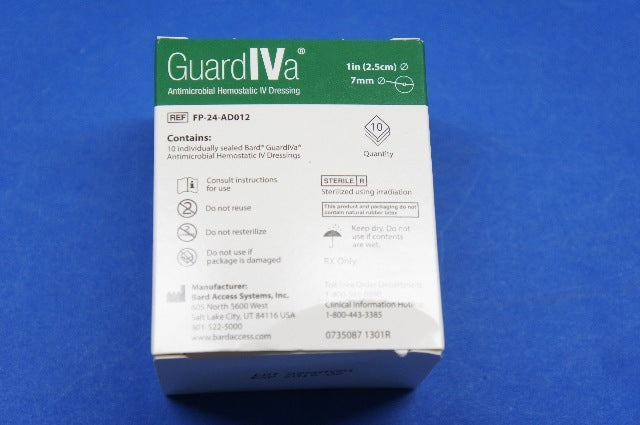 GuardIVa®
Antimicrobial Hemostatic IV Dressing
1in (2.5cm) ⌀
7mm ⌀
REF FP-24-AD012
Contains:
10 individually sealed Bard® GuardIVa®
Antimicrobial Hemostatic IV Dressings
10
Quantity
Consult instructions
for use
Do not reuse
2
Do not resterilize
Do not use if
package is damaged
STERILE R
Sterilized using irradiation
This product and packaging do not
contain natural rubber latex
Keep dry. Do not
use if contents
are wet.
RX Only
Manufacturer:
Bard Access Systems, Inc.
605 North 5600 West
Salt Lake City, UT 84116 USA
801-522-5000
www.bardaccess.com
Toll Free Order Department
Clinical Information Hotline
1-800-443-3385
0735087 1301R